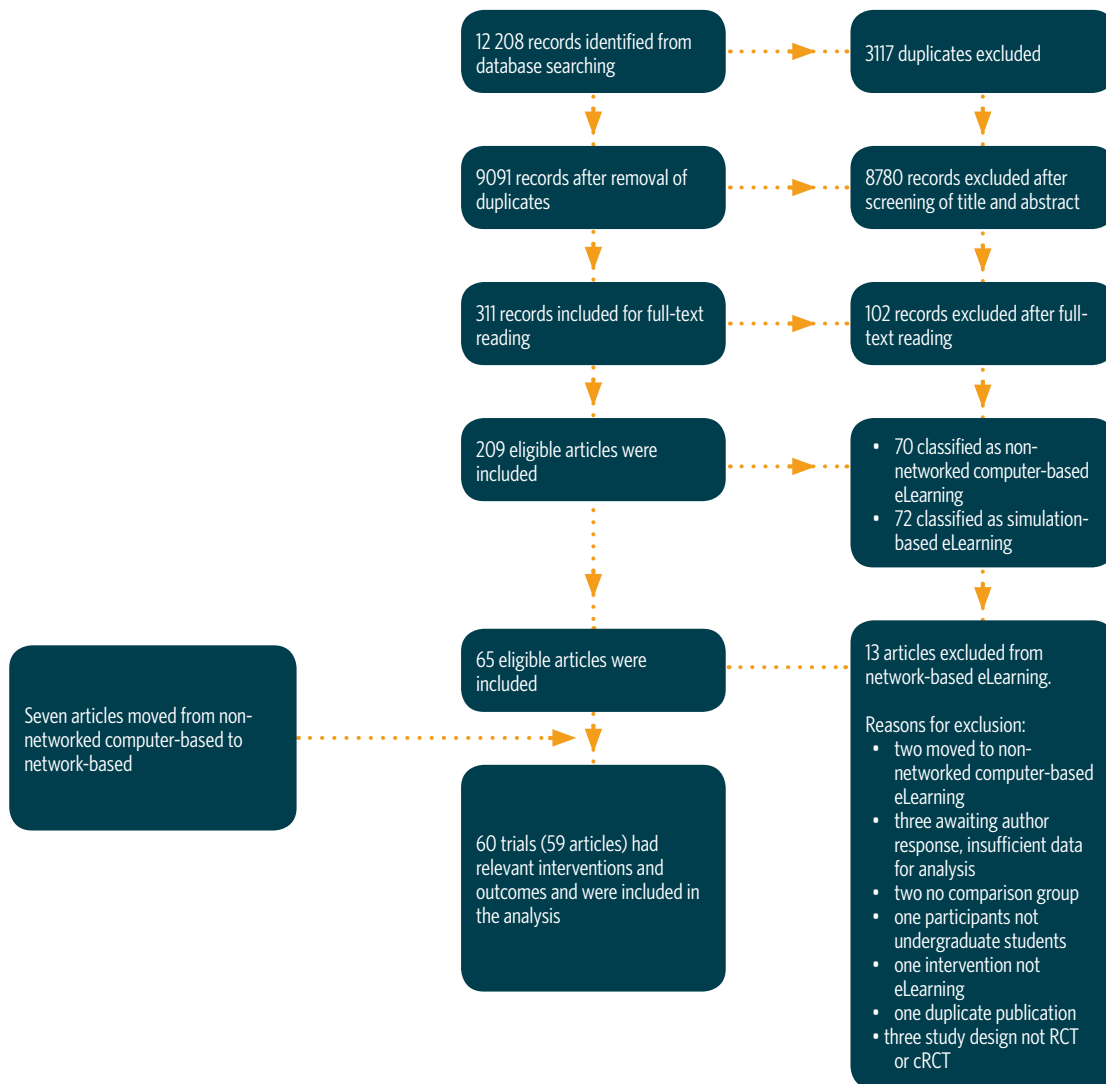 12 208 records identified from
database searching
3117 duplicates excluded
9091 records after removal of
duplicates
8780 records excluded after
screening of title and abstract
311 records included for full-text
reading
102 records excluded after full-
text reading
209 eligible articles were
included
• 70 classified as non-
networked computer-based
eLearning
• 72 classified as simulation-
based eLearning
65 eligible articles were
included
13 articles excluded from
network-based eLearning.
Reasons for exclusion:
• two moved to non-
networked computer-based
eLearning
• three awaiting author
response, insufficient data
for analysis
• two no comparison group
• one participants not
undergraduate students
• one intervention not
eLearning
• one duplicate publication
• three study design not RCT
or cRCT
Seven articles moved from non-
networked computer-based to
network-based
60 trials (59 articles) had
relevant interventions and
outcomes and were included in
the analysis